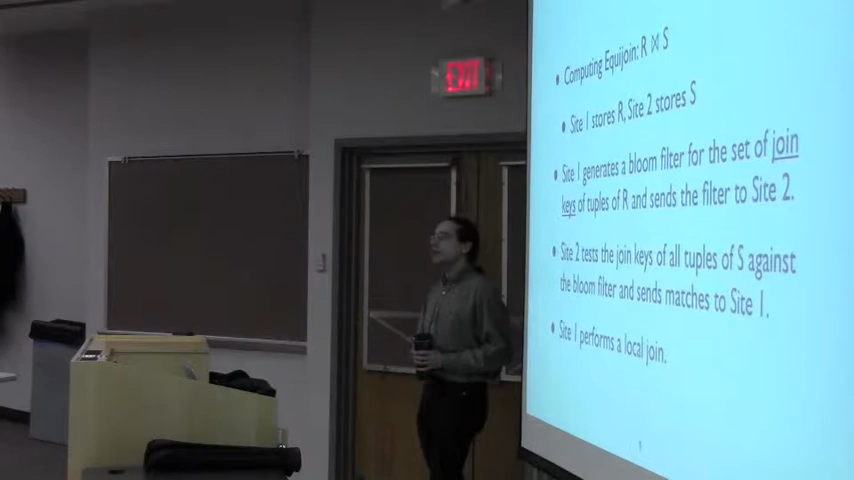 EXIT
• Computing Equijoin: R ⋈ S
• Site 1 stores R, Site 2 stores S
• Site 1 generates a bloom filter for the set of join
keys of tuples of R and sends the filter to Site 2.
• Site 2 tests the join keys of all tuples of S against
the bloom filter and sends matches to Site 1.
• Site 1 performs a local join.